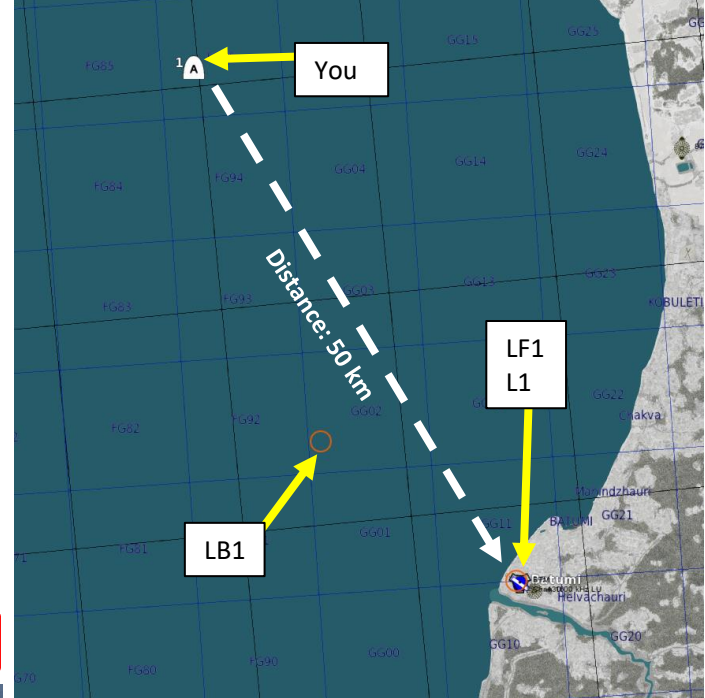 GG15
GG25
FG85
1
A
You
FG84
FG94
GG04
GG14
GG24
FG83
FG93
GG03
GG13
GG23
KOBULETI
Distance: 50 km
LF1
L1
FG82
FG92
GG02
GG22
Chakva
LB1
FG81
GG01
GG11
Makindzhauri
BATUMI
GG21
Batumi
Helvachauri
FG80
FG90
GG00
GG10
GG20